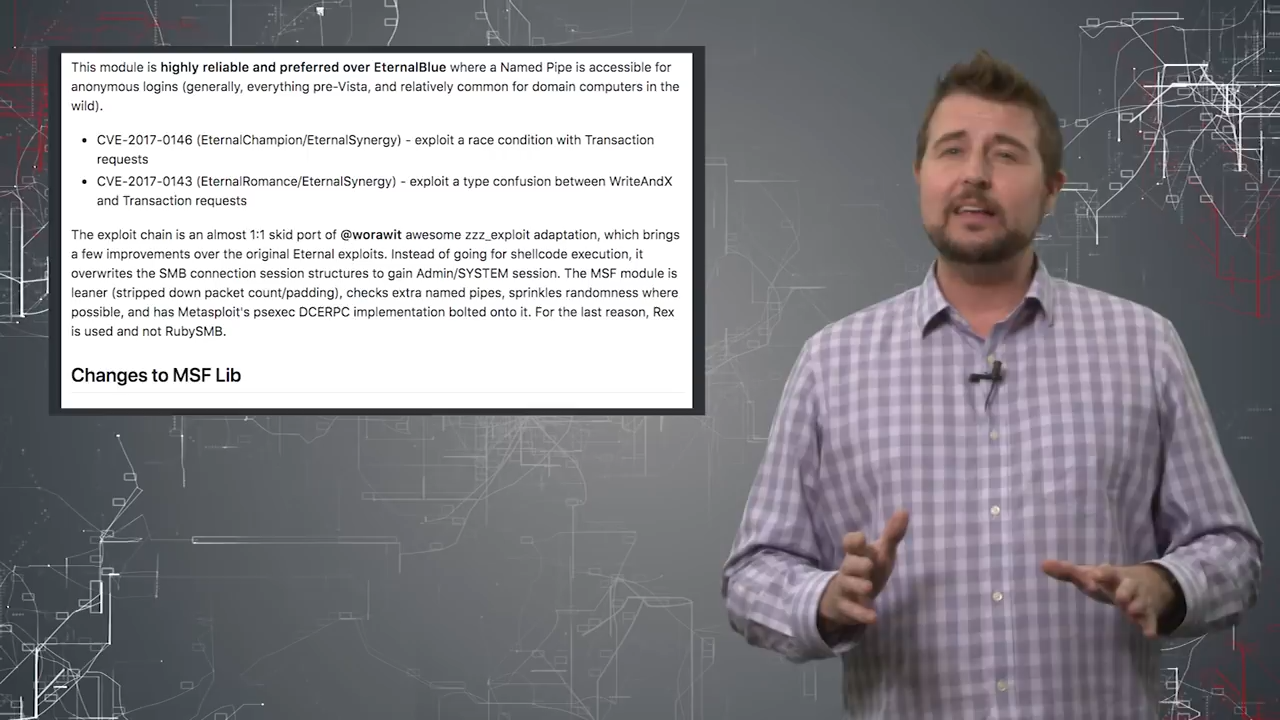 This module is highly reliable and preferred over EternalBlue where a Named Pipe is accessible for
anonymous logins (generally, everything pre-Vista, and relatively common for domain computers in the
wild).
• CVE-2017-0146 (EternalChampion/EternalSynergy) - exploit a race condition with Transaction
requests
• CVE-2017-0143 (EternalRomance/EternalSynergy) - exploit a type confusion between WriteAndX
and Transaction requests
The exploit chain is an almost 1:1 skid port of @worawit awesome zzz_exploit adaptation, which brings
a few improvements over the original Eternal exploits. Instead of going for shellcode execution, it
overwrites the SMB connection session structures to gain Admin/SYSTEM session. The MSF module is
leaner (stripped down packet count/padding), checks extra named pipes, sprinkles randomness where
possible, and has Metasploit's psexec DCERPC implementation bolted onto it. For the last reason, Rex
is used and not RubySMB.
Changes to MSF Lib